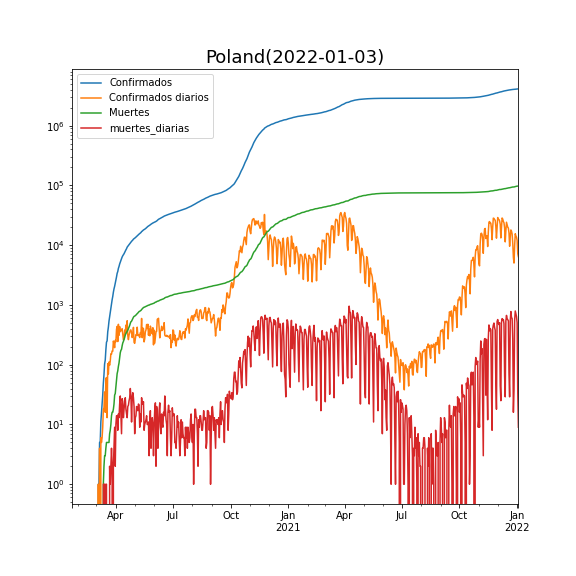 Poland(2022-01-03)
Confirmados
Confirmados diarios
Muertes
muertes_diarias
10^6
10^5
10^4
10^3
10^2
10^1
10^0
Apr Jul Oct Jan Apr Jul Oct Jan
2021 2022